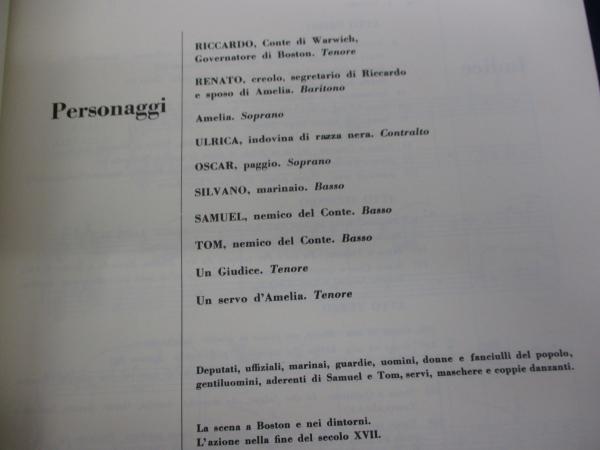 Personaggi
RICCARDO, Conte di Warwich,
Governatore di Boston. Tenore
RENATO, creolo, segretario di Riccardo
e sposo di Amelia. Baritono
Amelia. Soprano
ULRICA, indovina di razza nera. Contralto
OSCAR, paggio. Soprano
SILVANO, marinaio. Basso
SAMUEL, nemico del Conte. Basso
TOM, nemico del Conte. Basso
Un Giudice. Tenore
Un servo d'Amelia. Tenore
Deputati, uffiziali, marinai, guardie, uomini, donne e fanciulli del popolo,
gentiluomini, aderenti di Samuel e Tom, servi, maschere e coppie danzanti.
La scena a Boston e nei dintorni.
L'azione nella fine del secolo XVII.